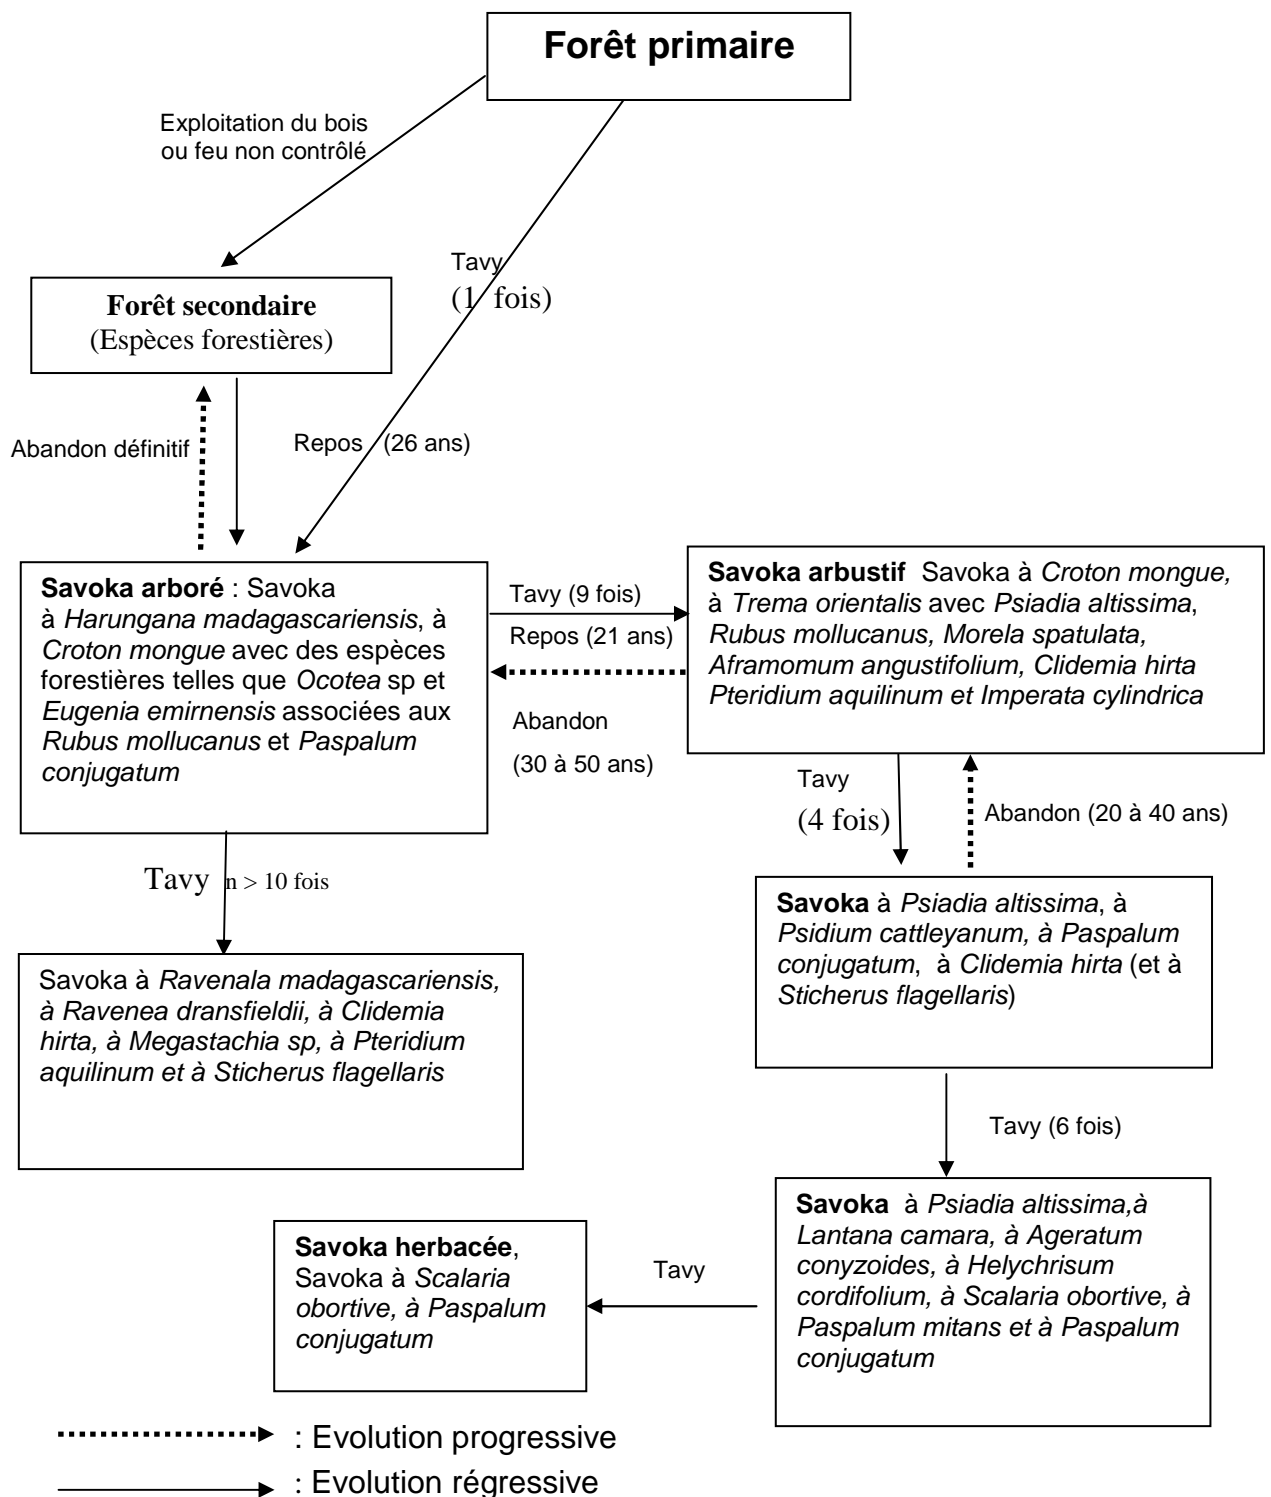 Forêt primaire
Exploitation du bois
ou feu non contrôlé
Tavy
(1 fois)
Forêt secondaire
(Espèces forestières)
Abandon définitif
Repos (26 ans)
Savoka arboré : Savoka
à Harungana madagascariensis, à
Croton mongue avec des espèces
forestières telles que Ocotea sp et
Eugenia emirnensis associées aux
Rubus mollucanus et Paspalum
conjugatum
Tavy (9 fois)
Repos (21 ans)
Abandon
(30 à 50 ans)
Savoka arbustif Savoka à Croton mongue,
à Trema orientalis avec Psiadia altissima,
Rubus mollucanus, Morela spatulata,
Aframomum angustifolium, Clidemia hirta
Pteridium aquilinum et Imperata cylindrica
Tavy
(4 fois)
Abandon (20 à 40 ans)
Tavy n > 10 fois
Savoka à Psiadia altissima, à
Psidium cattleyanum, à Paspalum
conjugatum, à Clidemia hirta (et à
Sticherus flagellaris)
Savoka à Ravenala madagascariensis,
à Ravenea dransfieldii, à Clidemia
hirta, à Megastachia sp, à Pteridium
aquilinum et à Sticherus flagellaris
Tavy (6 fois)
Savoka à Psiadia altissima,à
Lantana camara, à Ageratum
conyzoides, à Helychrisum
cordifolium, à Scalaria obortive, à
Paspalum mitans et à Paspalum
conjugatum
Tavy
Savoka herbacée,
Savoka à Scalaria
obortive, à Paspalum
conjugatum
: Evolution progressive
: Evolution régressive